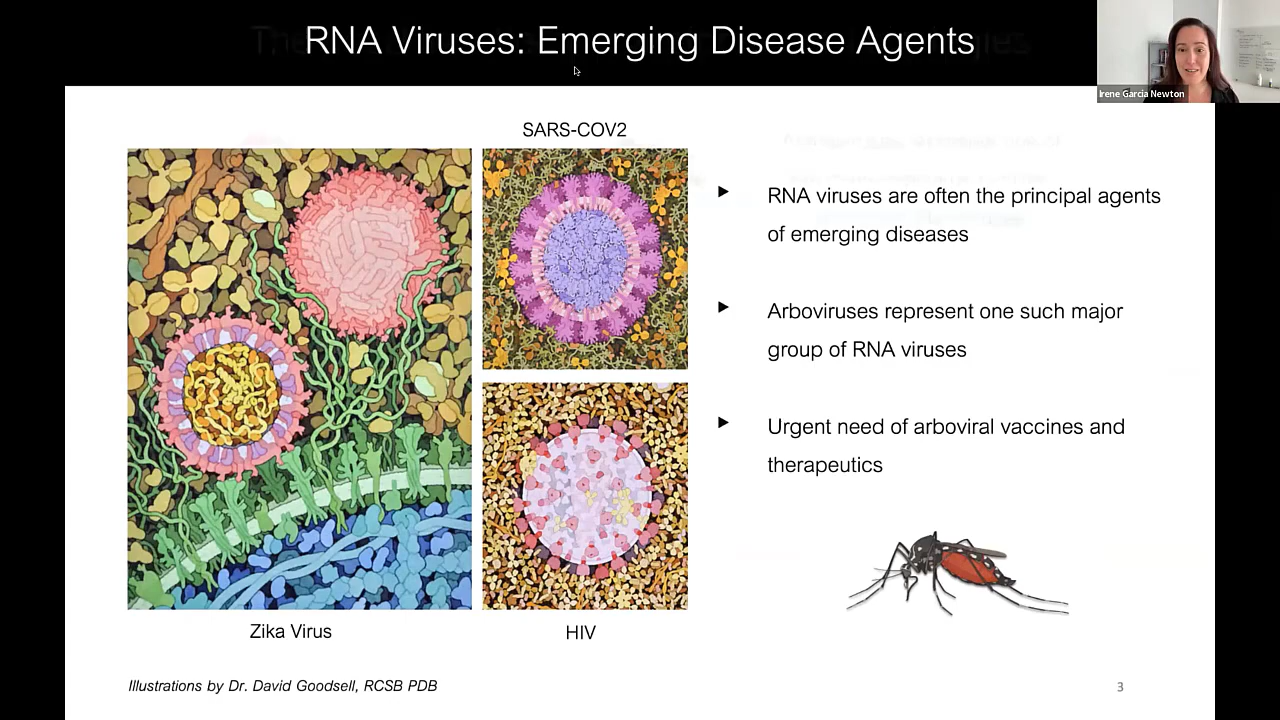 RNA Viruses: Emerging Disease Agents
Irene Garcia Newton
SARS-COV2
RNA viruses are often the principal agents
of emerging diseases
Arboviruses represent one such major
group of RNA viruses
Urgent need of arboviral vaccines and
therapeutics
Zika Virus
HIV
Illustrations by Dr. David Goodsell, RCSB PDB
3